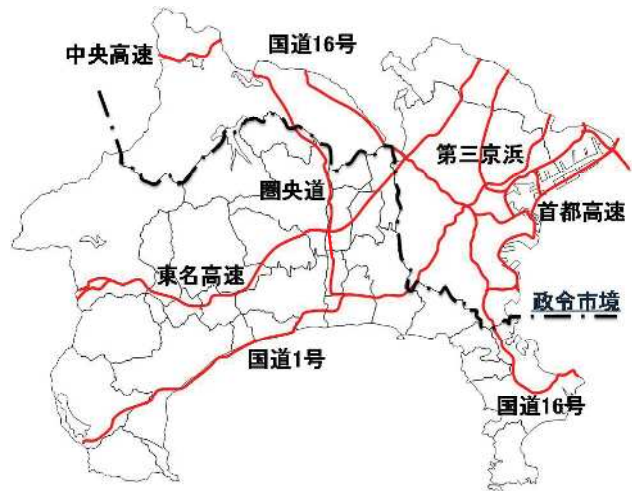 国道16号
中央高速
第三京浜
圏央道
首都高速
東名高速
政令市境
国道1号
国道16号